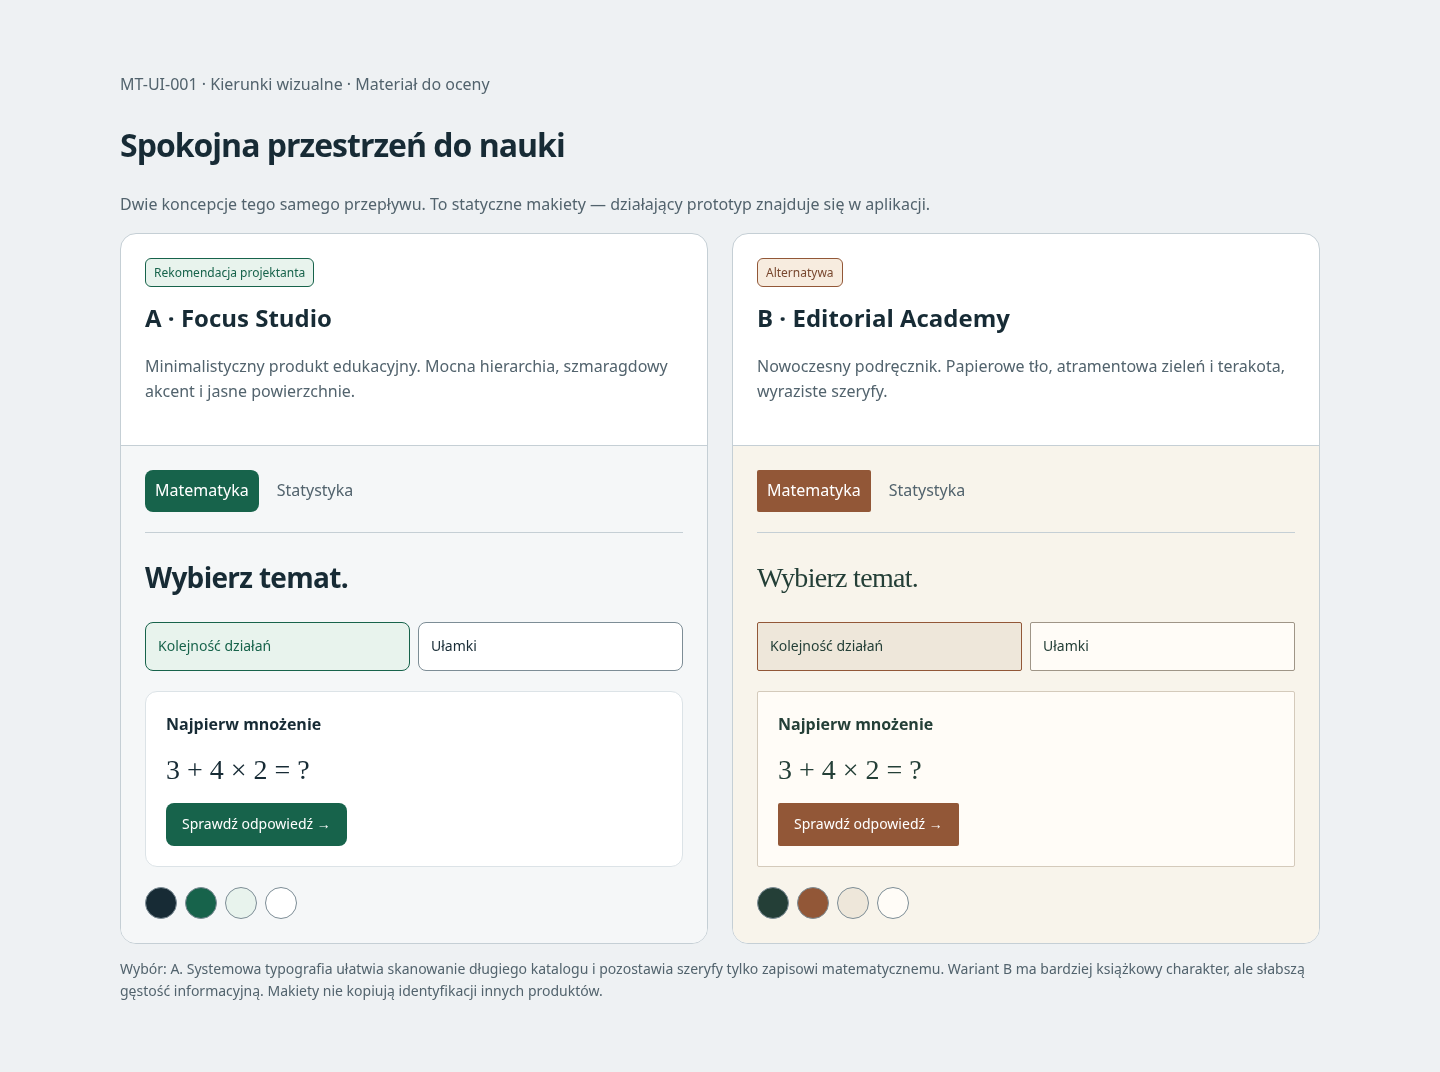 MT-UI-001 · Kierunki wizualne · Materiał do oceny
Spokojna przestrzeń do nauki
Dwie koncepcje tego samego przepływu. To statyczne makiety — działający prototyp znajduje się w aplikacji.
Rekomendacja projektanta
A · Focus Studio
Minimalistyczny produkt edukacyjny. Mocna hierarchia, szmaragdowy
akcent i jasne powierzchnie.
Matematyka Statystyka
Wybierz temat.
Kolejność działań Ułamki
Najpierw mnożenie
3 + 4 × 2 = ?
Sprawdź odpowiedź →
Alternatywa
B · Editorial Academy
Nowoczesny podręcznik. Papierowe tło, atramentowa zieleń i terakota,
wyraziste szeryfy.
Matematyka Statystyka
Wybierz temat.
Kolejność działań Ułamki
Najpierw mnożenie
3 + 4 × 2 = ?
Sprawdź odpowiedź →
Wybór: A. Systemowa typografia ułatwia skanowanie długiego katalogu i pozostawia szeryfy tylko zapisowi matematycznemu. Wariant B ma bardziej książkowy charakter, ale słabszą
gęstość informacyjną. Makiety nie kopiują identyfikacji innych produktów.